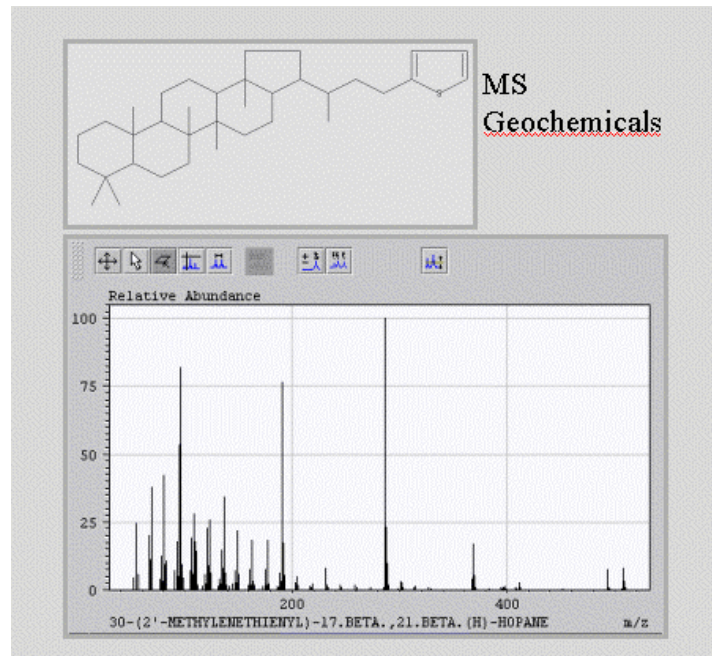 S
MS
Geochemicals
Relative Abundance
100
75
50
25
0
200 400
30-(2'-METHYLENETHIENYL)-17.BETA.,21.BETA.(H)-HOPANE m/z